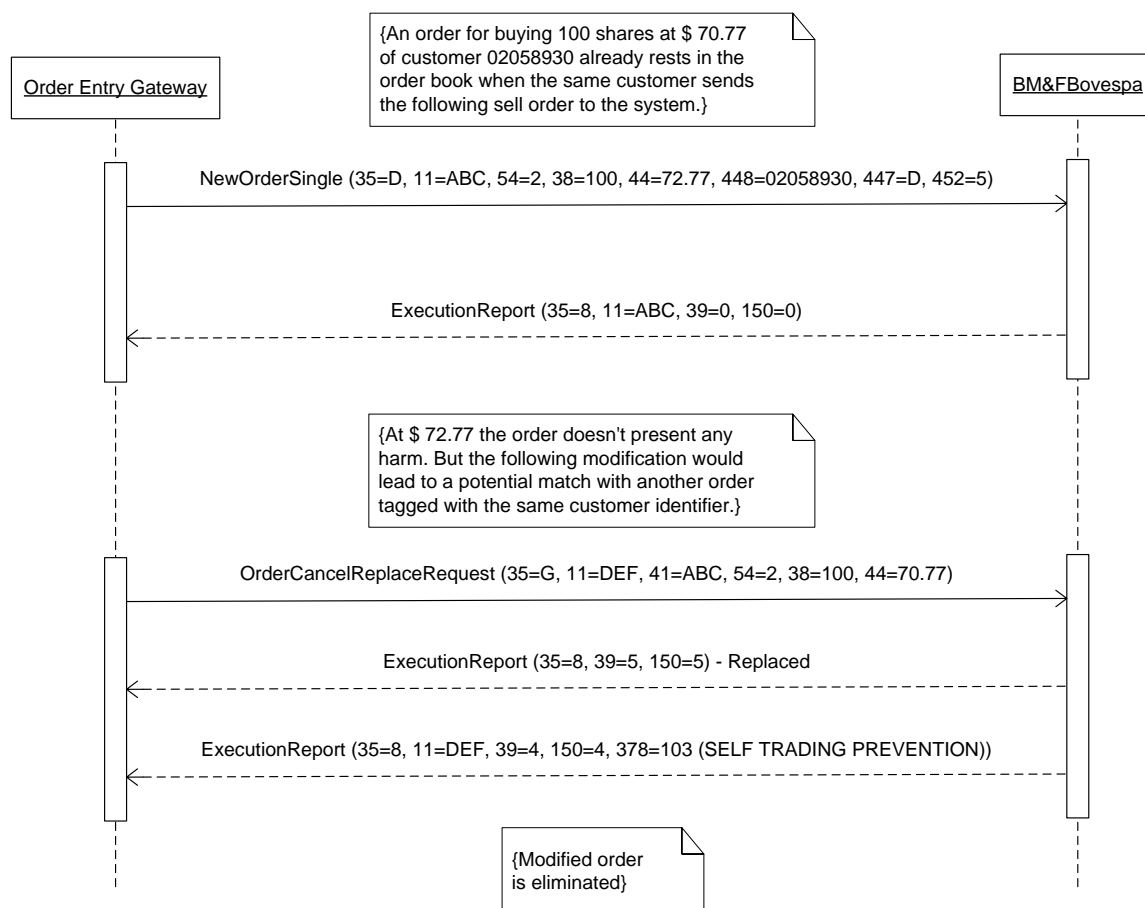 {An order for buying 100 shares at $ 70.77
of customer 02058930 already rests in the
order book when the same customer sends
the following sell order to the system.}
Order Entry Gateway
BM&FBovespa
NewOrderSingle (35=D, 11=ABC, 54=2, 38=100, 44=72.77, 448=02058930, 447=D, 452=5)
ExecutionReport (35=8, 11=ABC, 39=0, 150=0)
{At $ 72.77 the order doesn't present any
harm. But the following modification would
lead to a potential match with another order
tagged with the same customer identifier.}
OrderCancelReplaceRequest (35=G, 11=DEF, 41=ABC, 54=2, 38=100, 44=70.77)
ExecutionReport (35=8, 39=5, 150=5) - Replaced
ExecutionReport (35=8, 11=DEF, 39=4, 150=4, 378=103 (SELF TRADING PREVENTION))
{Modified order
is eliminated}